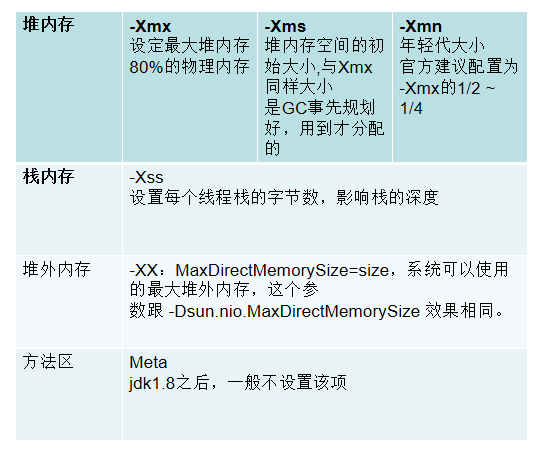 堆内存
-Xmx
设定最大堆内存
80%的物理内存
-Xms
堆内存空间的初
始大小,与Xmx
同样大小
是GC事先规划
好，用到才分配
的
-Xmn
年轻代大小
官方建议配置为
-Xmx的1/2 ~
1/4
栈内存
-Xss
设置每个线程栈的字节数，影响栈的深度
堆外内存
-XX：MaxDirectMemorySize=size，系统可以使用
的最大堆外内存，这个参
数跟 -Dsun.nio.MaxDirectMemorySize 效果相同。
方法区
Meta
jdk1.8之后，一般不设置该项